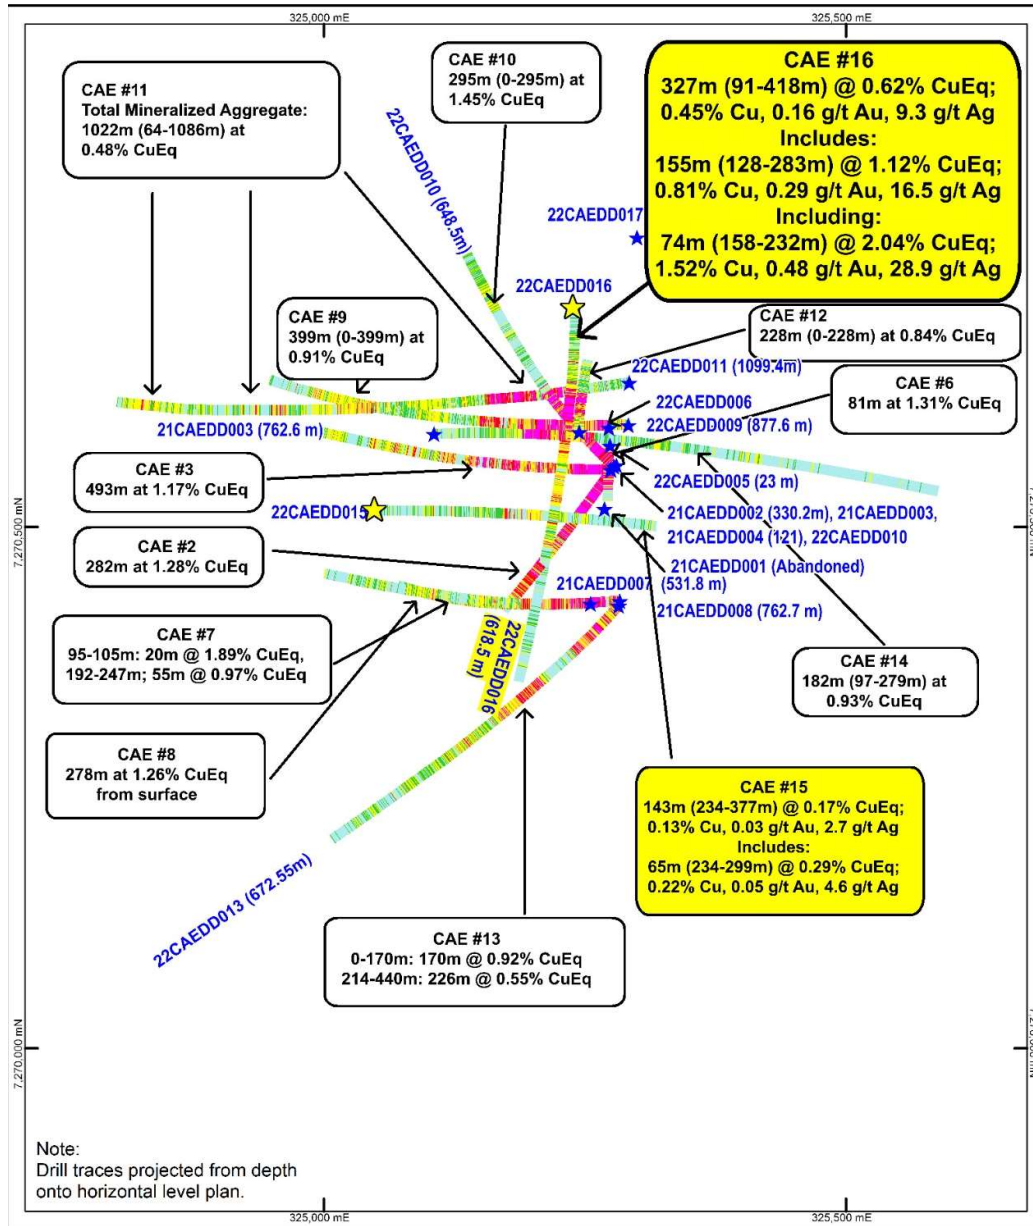 325,000 mE
325,500 mE
CAE #11
Total Mineralized Aggregate:
1022m (64-1086m) at
0.48% CuEq
CAE #10
295m (0-295m) at
1.45% CuEq
CAE #16
327m (91-418m) @ 0.62% CuEq;
0.45% Cu, 0.16 g/t Au, 9.3 g/t Ag
Includes:
155m (128-283m) @ 1.12% CuEq;
0.81% Cu, 0.29 g/t Au, 16.5 g/t Ag
Including:
74m (158-232m) @ 2.04% CuEq;
1.52% Cu, 0.48 g/t Au, 28.9 g/t Ag
22CAEDD010 (648.5m)
22CAEDD017
22CAEDD016
CAE #9
399m (0-399m) at
0.91% CuEq
CAE #12
228m (0-228m) at 0.84% CuEq
22CAEDD011 (1099.4m)
CAE #6
81m at 1.31% CuEq
22CAEDD006
21CAEDD003 (762.6 m)
22CAEDD009 (877.6 m)
CAE #3
493m at 1.17% CuEq
22CAEDD005 (23 m)
22CAEDD015
21CAEDD002 (330.2m), 21CAEDD003,
21CAEDD004 (121), 22CAEDD010
7,270,500 mN
CAE #2
282m at 1.28% CuEq
21CAEDD001 (Abandoned)
21CAEDD007 (531.8 m)
21CAEDD008 (762.7 m)
CAE #7
95-105m: 20m @ 1.89% CuEq,
192-247m; 55m @ 0.97% CuEq
22CAEDD016
(618.5 m)
CAE #14
182m (97-279m) at
0.93% CuEq
CAE #8
278m at 1.26% CuEq
from surface
CAE #15
143m (234-377m) @ 0.17% CuEq;
0.13% Cu, 0.03 g/t Au, 2.7 g/t Ag
Includes:
65m (234-299m) @ 0.29% CuEq;
0.22% Cu, 0.05 g/t Au, 4.6 g/t Ag
22CAEDD013 (672.55m)
CAE #13
0-170m: 170m @ 0.92% CuEq
214-440m: 226m @ 0.55% CuEq
7,270,000 mN
Note:
Drill traces projected from depth
onto horizontal level plan.
325,000 mE
325,500 mE